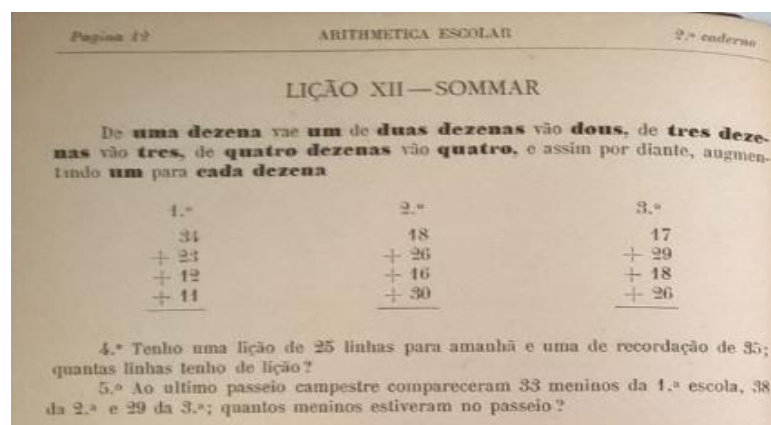 Pagina 12 ARITHMETICA ESCOLAR 2.º caderno
LIÇÃO XII—SOMMAR
De uma dezena vae um de duas dezenas vão dous, de tres deze-
nas vão tres, de quatro dezenas vão quatro, e assim por diante, augmen-
tando um para cada dezena
1.º 2.º 3.º
34 18 17
+ 23 + 26 + 29
+ 12 + 16 + 18
+ 11 + 30 + 26
4.º Tenho uma lição de 25 linhas para amanhã e uma de recordação de 35;
quantas linhas tenho de lição?
5.º Ao ultimo passeio campestre compareceram 33 meninos da 1.ª escola, 38
da 2.ª e 29 da 3.ª; quantos meninos estiveram no passeio?